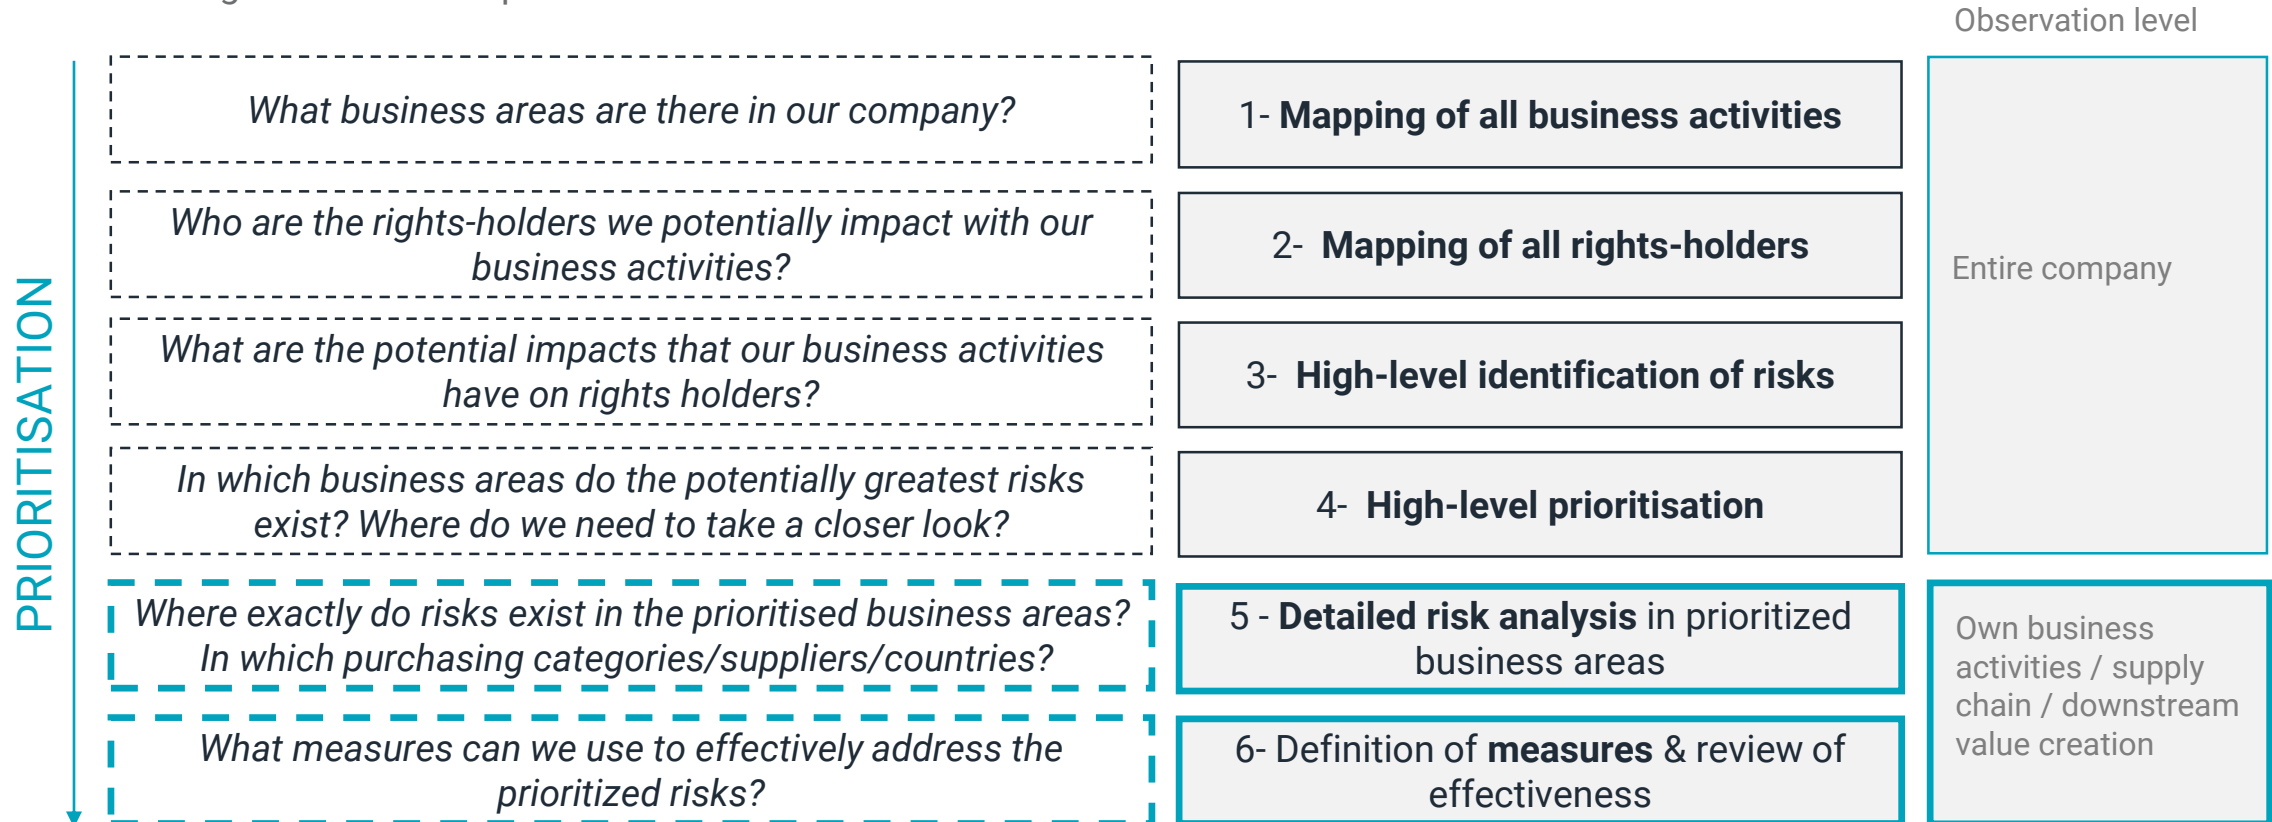 Observation level
PRIORITISATION
What business areas are there in our company?
1- Mapping of all business activities
Who are the rights-holders we potentially impact with our
business activities?
2- Mapping of all rights-holders
Entire company
What are the potential impacts that our business activities
have on rights holders?
3- High-level identification of risks
In which business areas do the potentially greatest risks
exist? Where do we need to take a closer look?
4- High-level prioritisation
Where exactly do risks exist in the prioritised business areas?
In which purchasing categories/suppliers/countries?
5 - Detailed risk analysis in prioritized
business areas
Own business
activities / supply
chain / downstream
value creation
What measures can we use to effectively address the
prioritized risks?
6- Definition of measures & review of
effectiveness